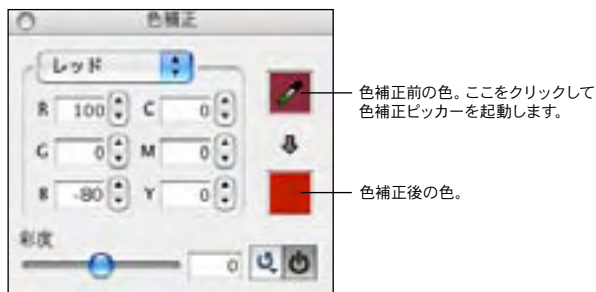 色補正
レッド
R 100 C 0
G 0 M 0
B -80 Y 0
彩度
0
色補正前の色。ここをクリックして
色補正ピッカーを起動します。
色補正後の色。